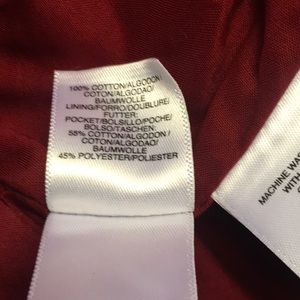 100% COTTON/ALGODON/
COTON/ALGODAO/
BAUMWOLLE
LINING/FORRO/DOUBLURE/
FUTTER:
POCKET/BOLSILLO/POCHE/
BOLSO/TASCHEN:
55% COTTON/ALGODON /
COTON/ALGODAO/
BAUMWOLLE
45% POLYESTER/POLIESTER
MACHINE WA
WITH